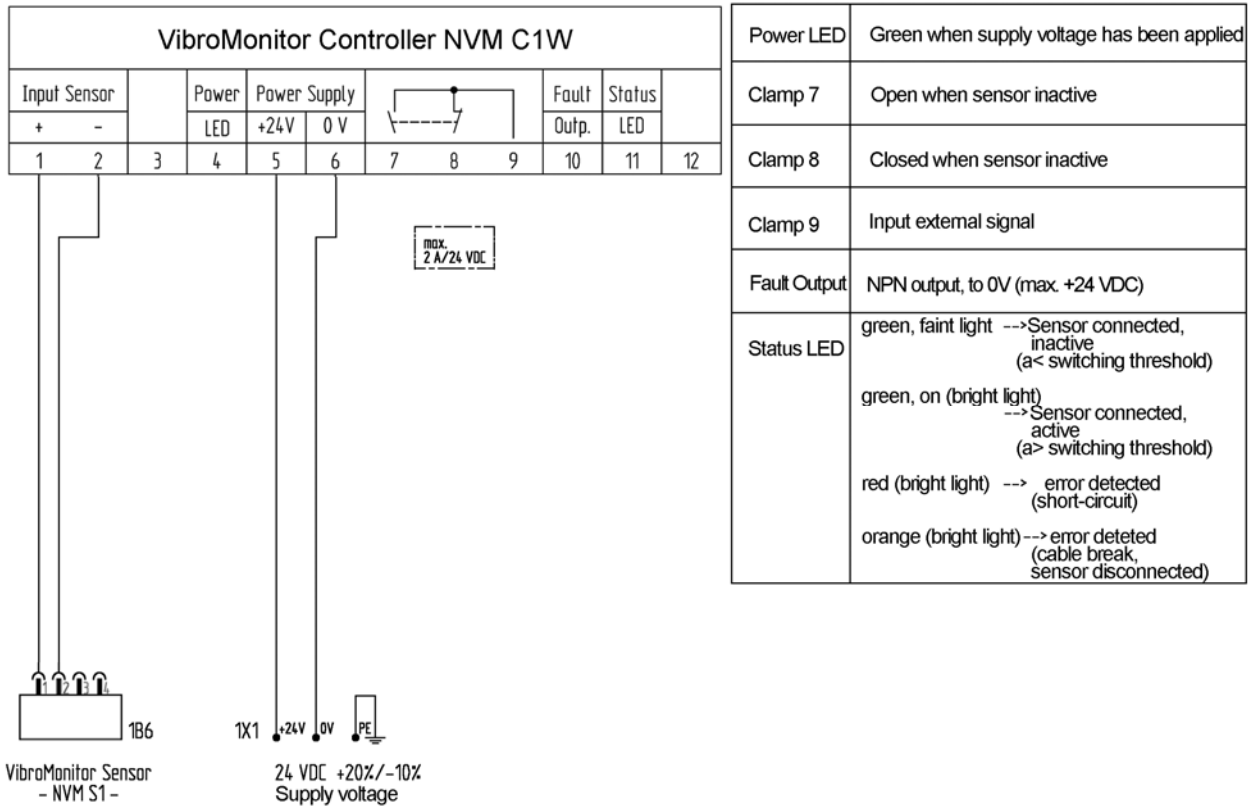 VibroMonitor Controller NVM C1W
Input Sensor
Power
Power Supply
Fault
Status
+
-
LED
+24V
0 V
Outp.
LED
1
2
3
4
5
6
7
8
9
10
11
12
max.
2 A/24 VDC
1
2
3
4
1B6
VibroMonitor Sensor
- NVM S1 -
1X1
+24V
0V
PE
24 VDC +20%/-10%
Supply voltage
Power LED
Green when supply voltage has been applied
Clamp 7
Open when sensor inactive
Clamp 8
Closed when sensor inactive
Clamp 9
Input external signal
Fault Output
NPN output, to 0V (max. +24 VDC)
Status LED
green, faint light -->Sensor connected,
inactive
(a< switching threshold)
green, on (bright light)
-->Sensor connected,
active
(a> switching threshold)
red (bright light) --> error detected
(short-circuit)
orange (bright light)--> error deteted
(cable break,
sensor disconnected)